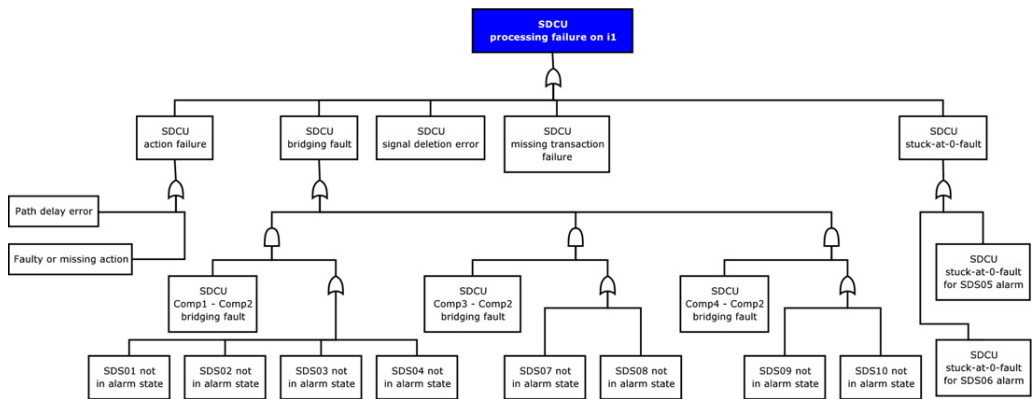 SDCU
processing failure on i1
SDCU
action failure
SDCU
bridging fault
SDCU
signal deletion error
SDCU
missing transaction
failure
SDCU
stuck-at-0-fault
Path delay error
Faulty or missing action
SDCU
Comp1 - Comp2
bridging fault
SDCU
Comp3 - Comp2
bridging fault
SDCU
Comp4 - Comp2
bridging fault
SDCU
stuck-at-0-fault
for SDS05 alarm
SDS01 not
in alarm state
SDS02 not
in alarm state
SDS03 not
in alarm state
SDS04 not
in alarm state
SDS07 not
in alarm state
SDS08 not
in alarm state
SDS09 not
in alarm state
SDS10 not
in alarm state
SDCU
stuck-at-0-fault
for SDS06 alarm